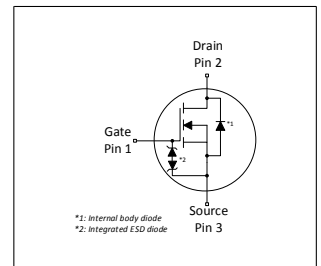 Drain
Pin 2
*1
Gate
Pin 1
*2
Source
Pin 3
*1: Internal body diode
*2: Integrated ESD diode